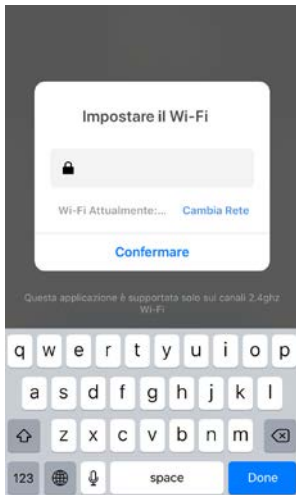 Impostare il Wi-Fi
Wi-Fi Attualmente:... Cambia Rete
Confermare
Questa applicazione è supportata solo sui canali 2.4ghz
Wi-Fi
q w e r t y u i o p
a s d f g h j k l
z x c v b n m
123 space Done